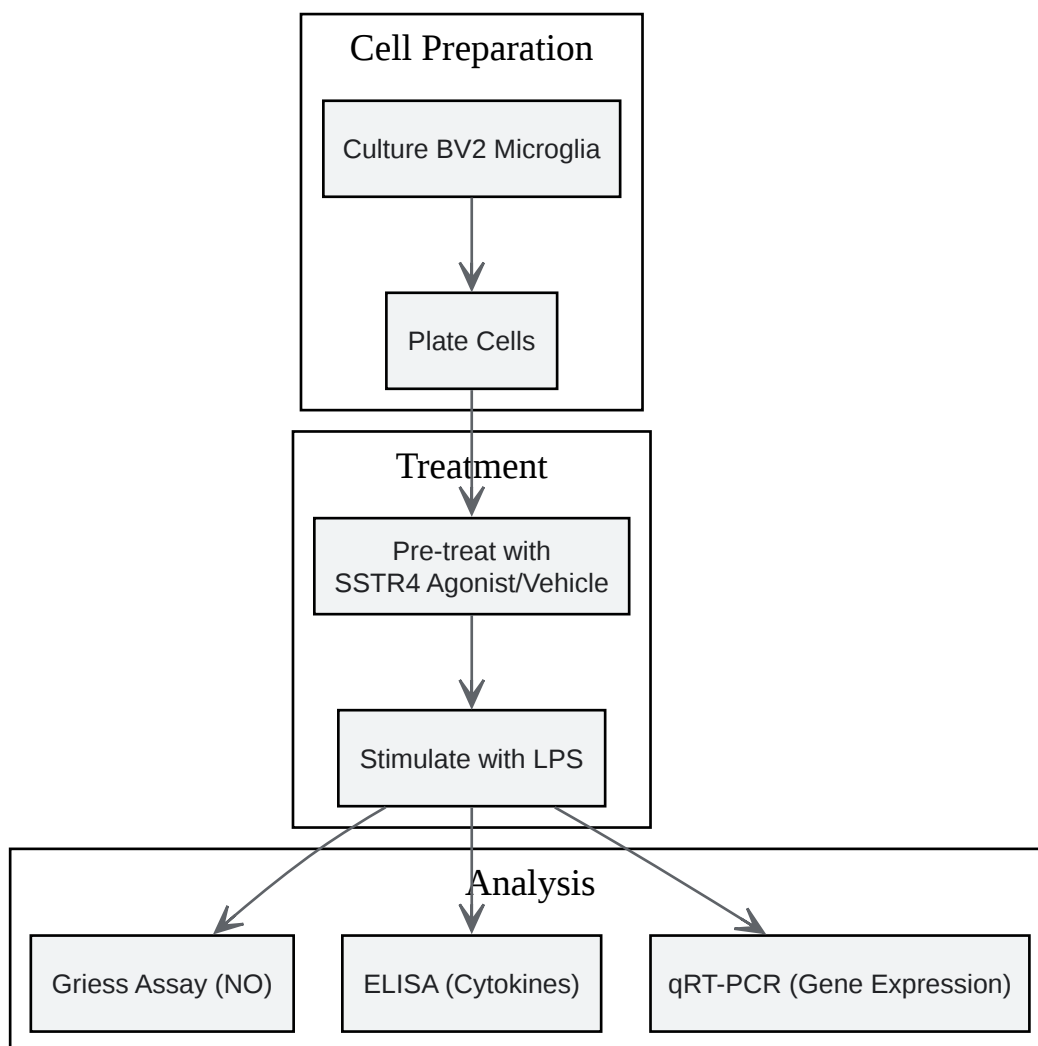 Cell Preparation
Culture BV2 Microglia
Plate Cells
Treatment
Pre-treat with
SSTR4 Agonist/Vehicle
Stimulate with LPS
Analysis
Griess Assay (NO)
ELISA (Cytokines)
qRT-PCR (Gene Expression)